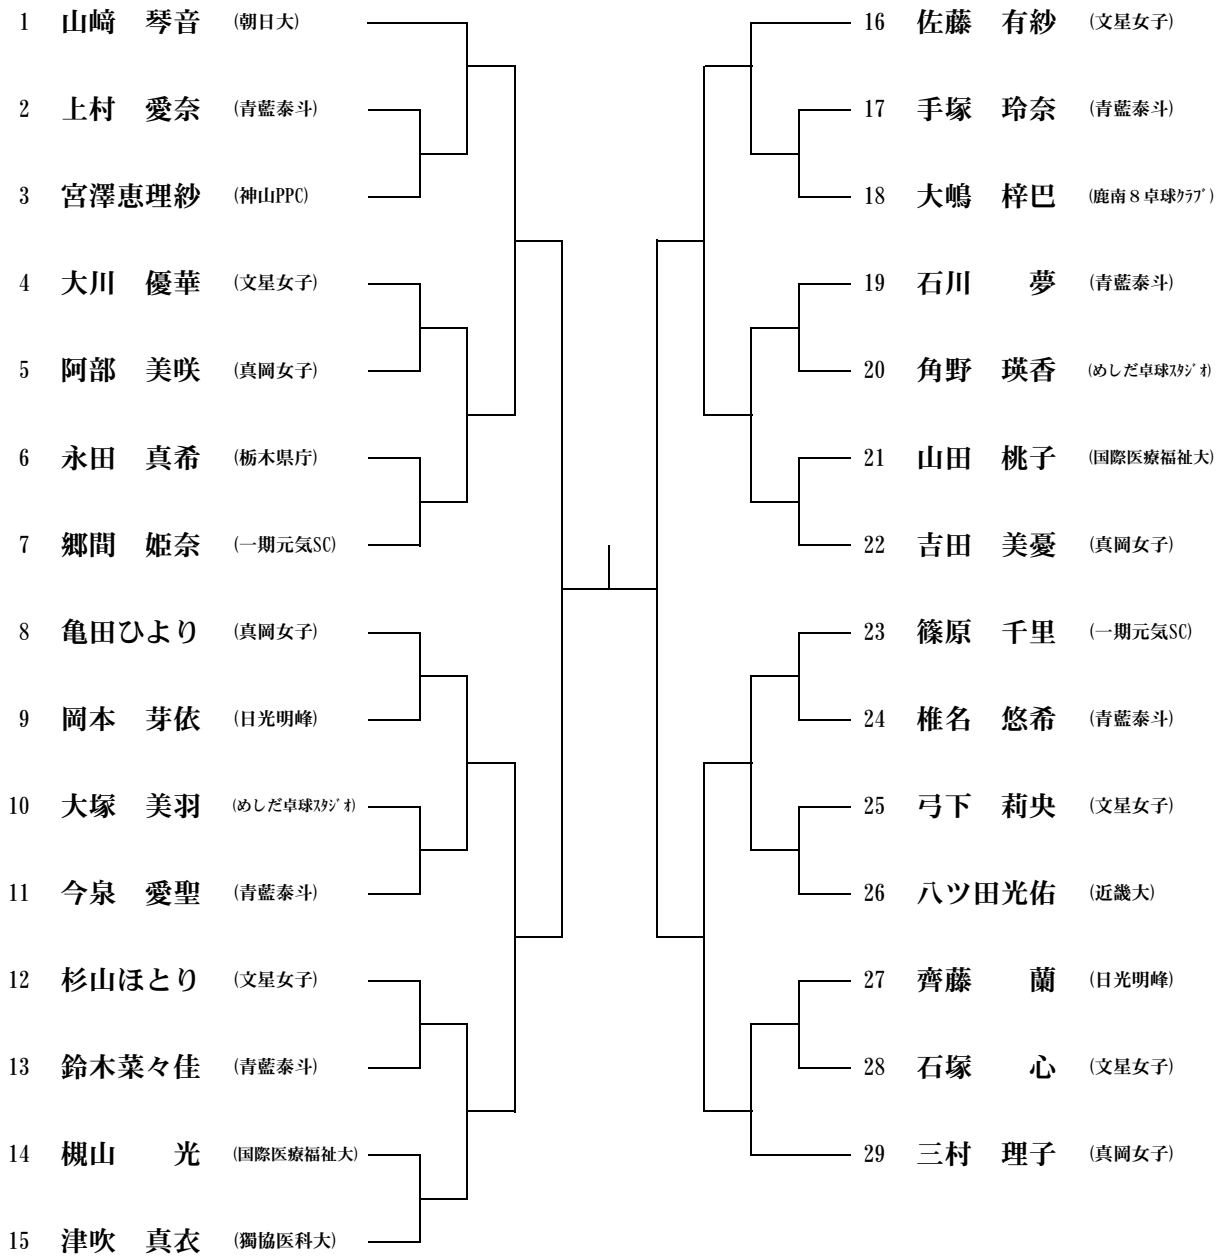 1 山﨑 琴音 (朝日大)
2 上村 愛奈 (青藍泰斗)
3 宮澤恵理紗 (神山PPC)
4 大川 優華 (文星女子)
5 阿部 美咲 (真岡女子)
6 永田 真希 (栃木県庁)
7 郷間 姫奈 (一期元気SC)
8 亀田ひより (真岡女子)
9 岡本 芽依 (日光明峰)
10 大塚 美羽 (めしだ卓球ｽﾀｼﾞｵ)
11 今泉 愛聖 (青藍泰斗)
12 杉山ほとり (文星女子)
13 鈴木菜々佳 (青藍泰斗)
14 槻山 光 (国際医療福祉大)
15 津吹 真衣 (獨協医科大)
16 佐藤 有紗 (文星女子)
17 手塚 玲奈 (青藍泰斗)
18 大嶋 梓巴 (鹿南８卓球ｸﾗﾌﾞ)
19 石川 夢 (青藍泰斗)
20 角野 瑛香 (めしだ卓球ｽﾀｼﾞｵ)
21 山田 桃子 (国際医療福祉大)
22 吉田 美憂 (真岡女子)
23 篠原 千里 (一期元気SC)
24 椎名 悠希 (青藍泰斗)
25 弓下 莉央 (文星女子)
26 八ツ田光佑 (近畿大)
27 齊藤 蘭 (日光明峰)
28 石塚 心 (文星女子)
29 三村 理子 (真岡女子)